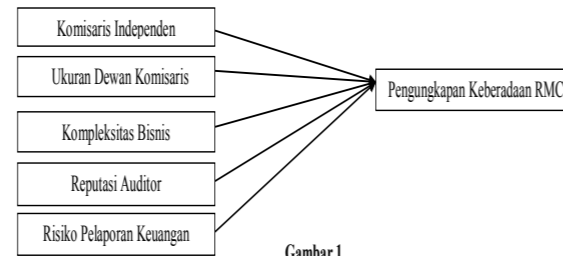 Komisaris Independen
Ukuran Dewan Komisaris
Pengungkapan Keberadaan RMC
Kompleksitas Bisnis
Reputasi Auditor
Risiko Pelaporan Keuangan
Gambar 1